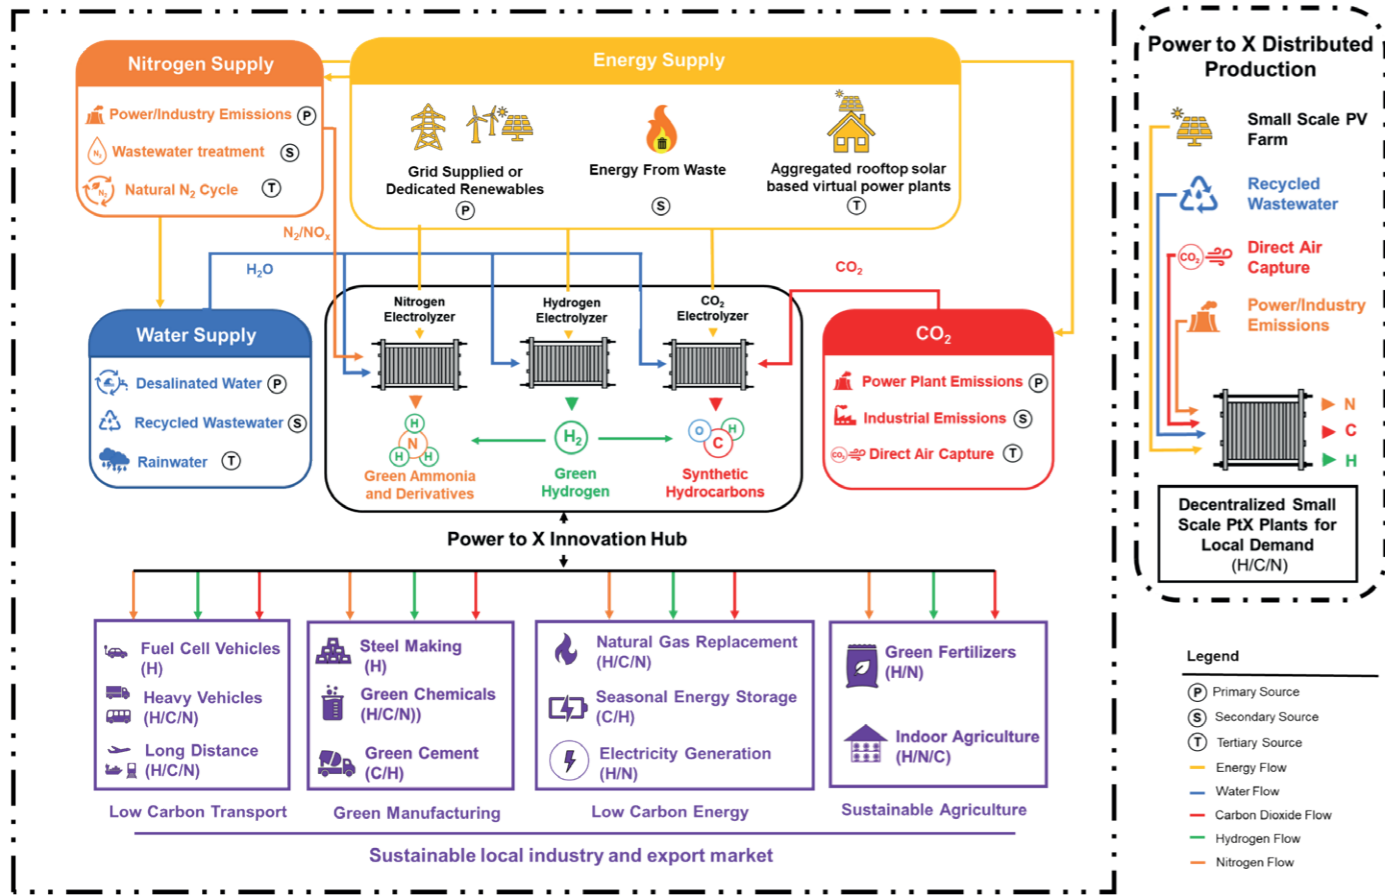 Nitrogen Supply
Power/Industry Emissions P
N₂ Wastewater treatment S
N₂ Natural N₂ Cycle T
Energy Supply
Grid Supplied or
Dedicated Renewables
P
Energy From Waste
S
Aggregated rooftop solar
based virtual power plants
T
N₂/NOₓ
H₂O
CO₂
Water Supply
Desalinated Water P
Recycled Wastewater S
Rainwater T
Nitrogen
Electrolyzer
Hydrogen
Electrolyzer
CO₂
Electrolyzer
H
N
H H
Green Ammonia
and Derivatives
H₂
Green
Hydrogen
O H
C
Synthetic
Hydrocarbons
CO₂
Power Plant Emissions P
Industrial Emissions S
CO₂ Direct Air Capture T
Power to X Innovation Hub
Fuel Cell Vehicles
(H)
Heavy Vehicles
(H/C/N)
Long Distance
(H/C/N)
Low Carbon Transport
Steel Making
(H)
Green Chemicals
(H/C/N))
Green Cement
(C/H)
Green Manufacturing
Natural Gas Replacement
(H/C/N)
Seasonal Energy Storage
(C/H)
Electricity Generation
(H/N)
Low Carbon Energy
Green Fertilizers
(H/N)
Indoor Agriculture
(H/N/C)
Sustainable Agriculture
Sustainable local industry and export market
Power to X Distributed
Production
Small Scale PV
Farm
Recycled
Wastewater
CO₂
Direct Air
Capture
Power/Industry
Emissions
N
C
H
Decentralized Small
Scale PtX Plants for
Local Demand
(H/C/N)
Legend
P Primary Source
S Secondary Source
T Tertiary Source
Energy Flow
Water Flow
Carbon Dioxide Flow
Hydrogen Flow
Nitrogen Flow